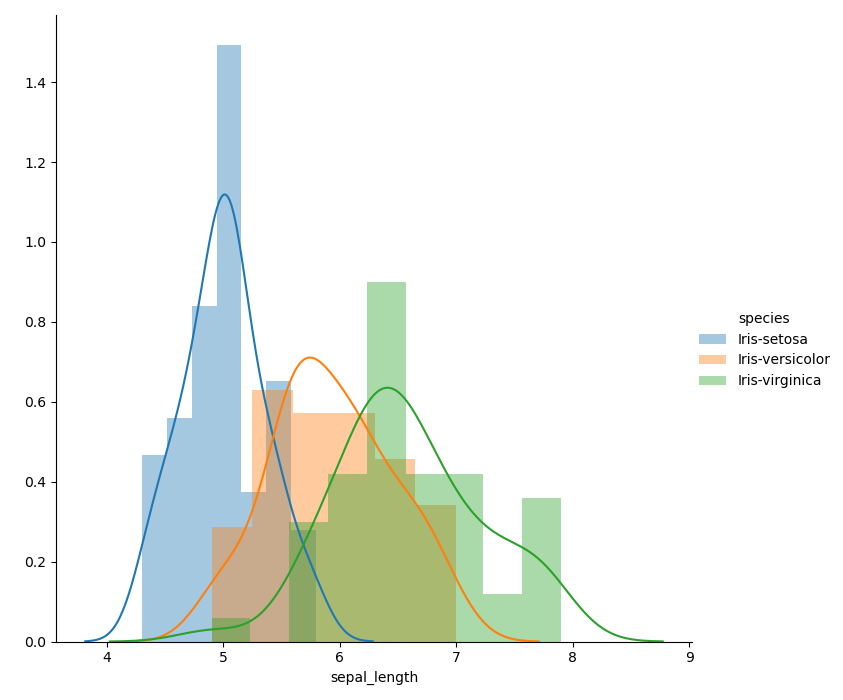 1.4
1.2
1.0
0.8
0.6
0.4
0.2
0.0
4 5 6 7 8 9
sepal_length
species
Iris-setosa
Iris-versicolor
Iris-virginica